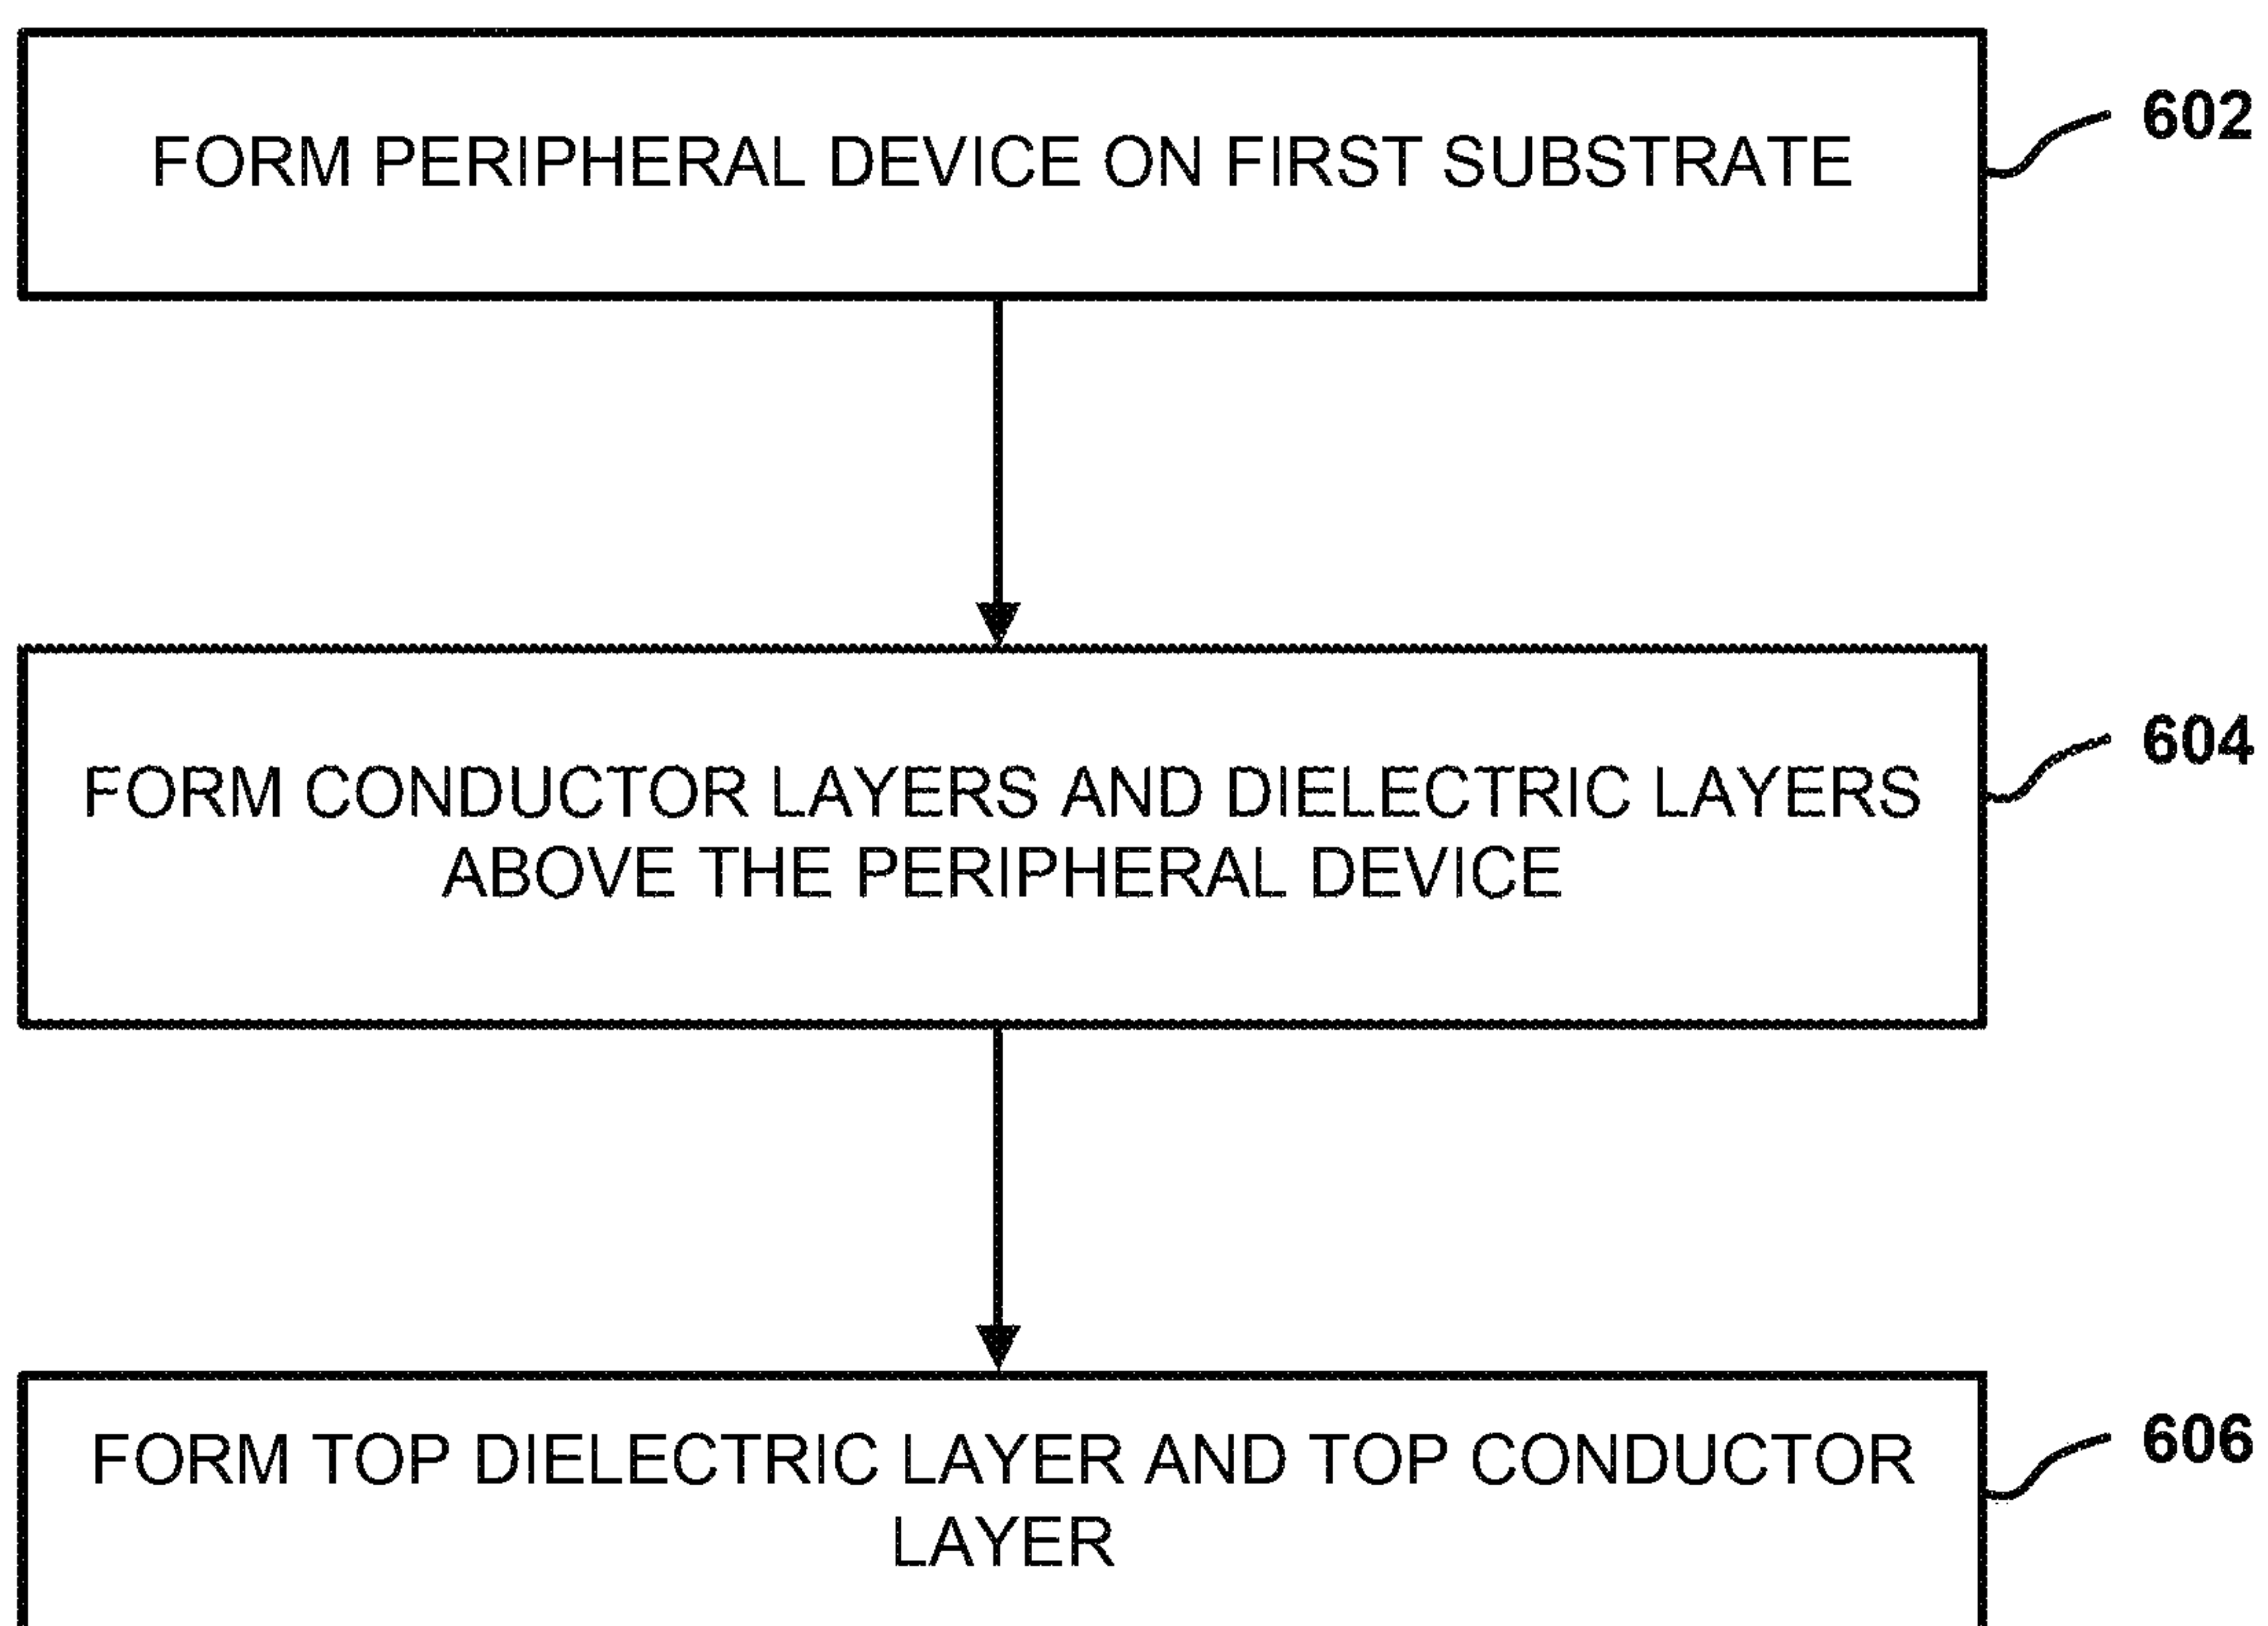 FORM PERIPHERAL DEVICE ON FIRST SUBSTRATE
602
FORM CONDUCTOR LAYERS AND DIELECTRIC LAYERS
ABOVE THE PERIPHERAL DEVICE
604
FORM TOP DIELECTRIC LAYER AND TOP CONDUCTOR
LAYER
606